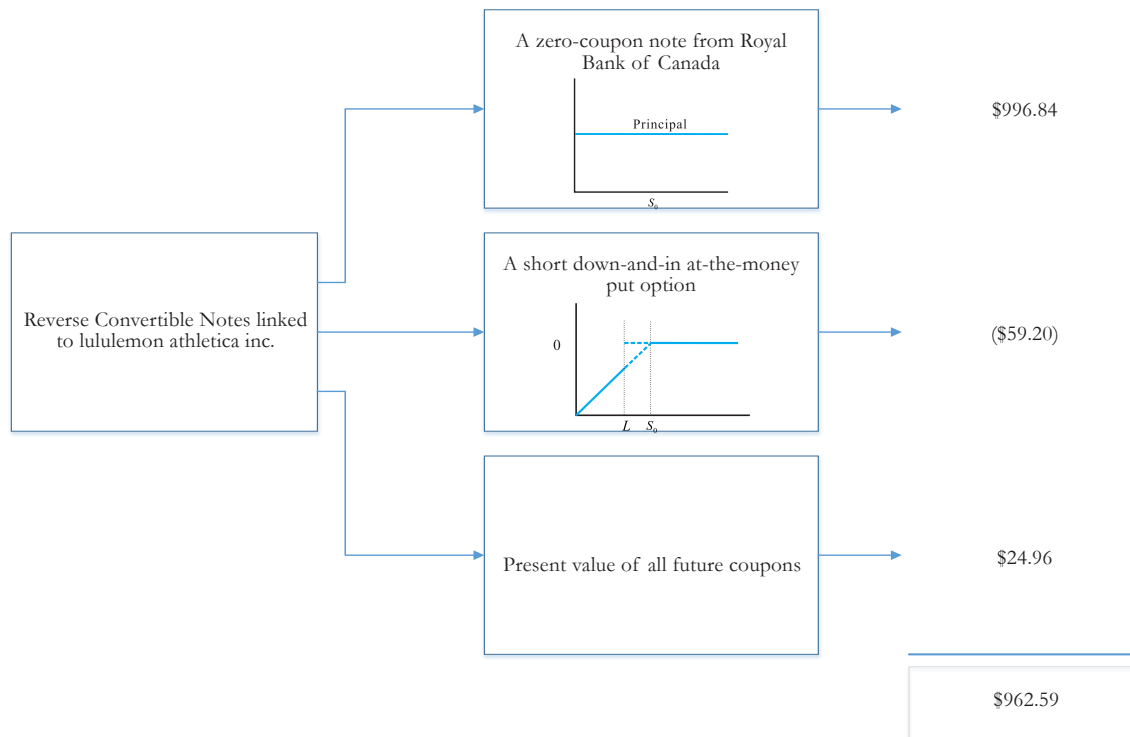 A zero-coupon note from Royal
Bank of Canada
Principal
S₀
$996.84
Reverse Convertible Notes linked
to lululemon athletica inc.
A short down-and-in at-the-money
put option
0
L S₀
($59.20)
Present value of all future coupons
$24.96
$962.59